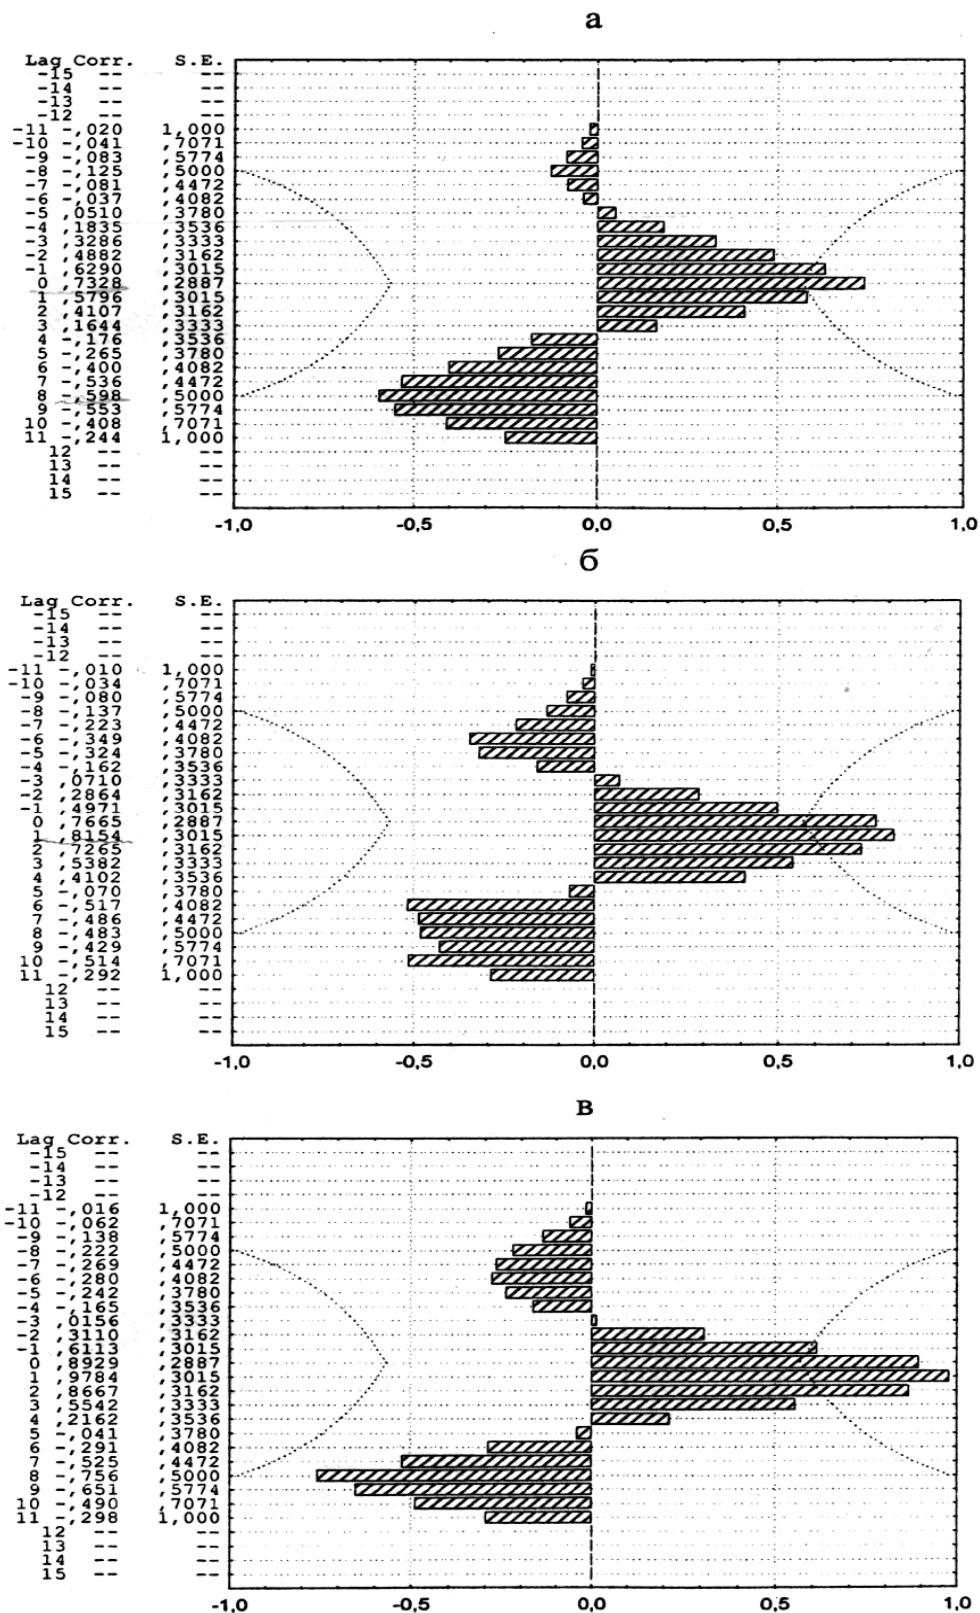 а
Lag Corr. S.E.
-15 -- --
-14 -- --
-13 -- --
-12 -- --
-11 -,020 1,000
-10 -,041 ,7071
-9 -,083 ,5774
-8 -,125 ,5000
-7 -,081 ,4472
-6 -,037 ,4082
-5 ,0510 ,3780
-4 ,1835 ,3536
-3 ,3286 ,3333
-2 ,4882 ,3162
-1 ,6290 ,3015
0 ,7328 ,2887
1 ,5796 ,3015
2 ,4107 ,3162
3 ,1644 ,3333
4 -,176 ,3536
5 -,265 ,3780
6 -,400 ,4082
7 -,536 ,4472
8 -,598 ,5000
9 -,553 ,5774
10 -,408 ,7071
11 -,244 1,000
12 -- --
13 -- --
14 -- --
15 -- --
-1,0 -0,5 0,0 0,5 1,0
б
Lag Corr. S.E.
-15 -- --
-14 -- --
-13 -- --
-12 -- --
-11 -,010 1,000
-10 -,034 ,7071
-9 -,080 ,5774
-8 -,137 ,5000
-7 -,223 ,4472
-6 -,349 ,4082
-5 -,324 ,3780
-4 -,162 ,3536
-3 ,0710 ,3333
-2 ,2864 ,3162
-1 ,4971 ,3015
0 ,7665 ,2887
1 ,8154 ,3015
2 ,7265 ,3162
3 ,5382 ,3333
4 ,4102 ,3536
5 -,070 ,3780
6 -,517 ,4082
7 -,486 ,4472
8 -,483 ,5000
9 -,429 ,5774
10 -,514 ,7071
11 -,292 1,000
12 -- --
13 -- --
14 -- --
15 -- --
-1,0 -0,5 0,0 0,5 1,0
в
Lag Corr. S.E.
-15 -- --
-14 -- --
-13 -- --
-12 -- --
-11 -,016 1,000
-10 -,062 ,7071
-9 -,138 ,5774
-8 -,222 ,5000
-7 -,269 ,4472
-6 -,280 ,4082
-5 -,242 ,3780
-4 -,165 ,3536
-3 ,0156 ,3333
-2 ,3110 ,3162
-1 ,6113 ,3015
0 ,8929 ,2887
1 ,9784 ,3015
2 ,8667 ,3162
3 ,5542 ,3333
4 ,2162 ,3536
5 -,041 ,3780
6 -,291 ,4082
7 -,525 ,4472
8 -,756 ,5000
9 -,651 ,5774
10 -,490 ,7071
11 -,298 1,000
12 -- --
13 -- --
14 -- --
15 -- --
-1,0 -0,5 0,0 0,5 1,0